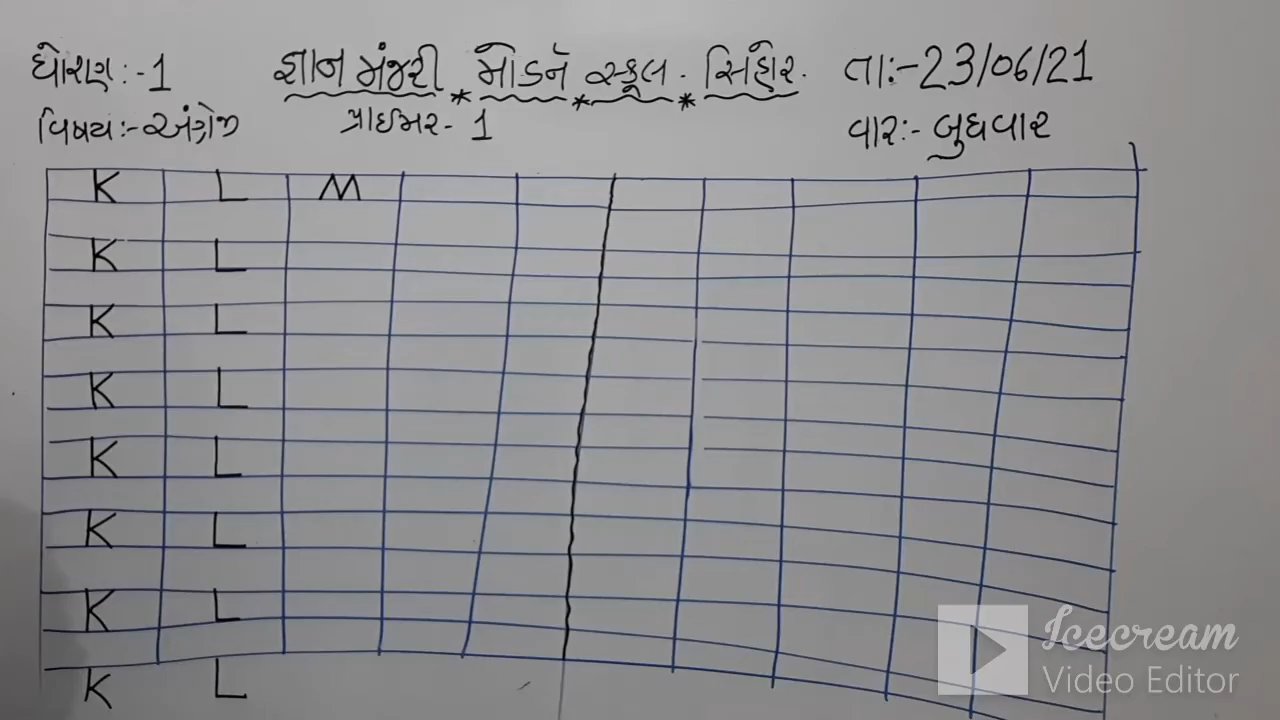 ધોરણ:-1 જ્ઞાન મંજરી * મોડર્ન * સ્કૂલ * સિહોર. તા:-23/06/21
વિષય:-અંગ્રેજી પ્રાઇમર-1 વાર:-બુધવાર
K L M
K L
K L
K L
K L
K L
K L
K L
Icecream
Video Editor